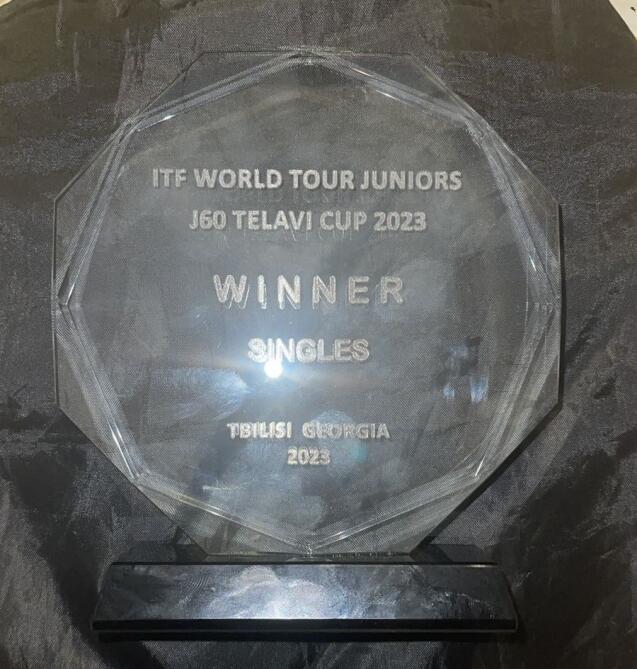 ITF WORLD TOUR JUNIORS
J60 TELAVI CUP 2023
WINNER
SINGLES
TBILISI GEORGIA
2023